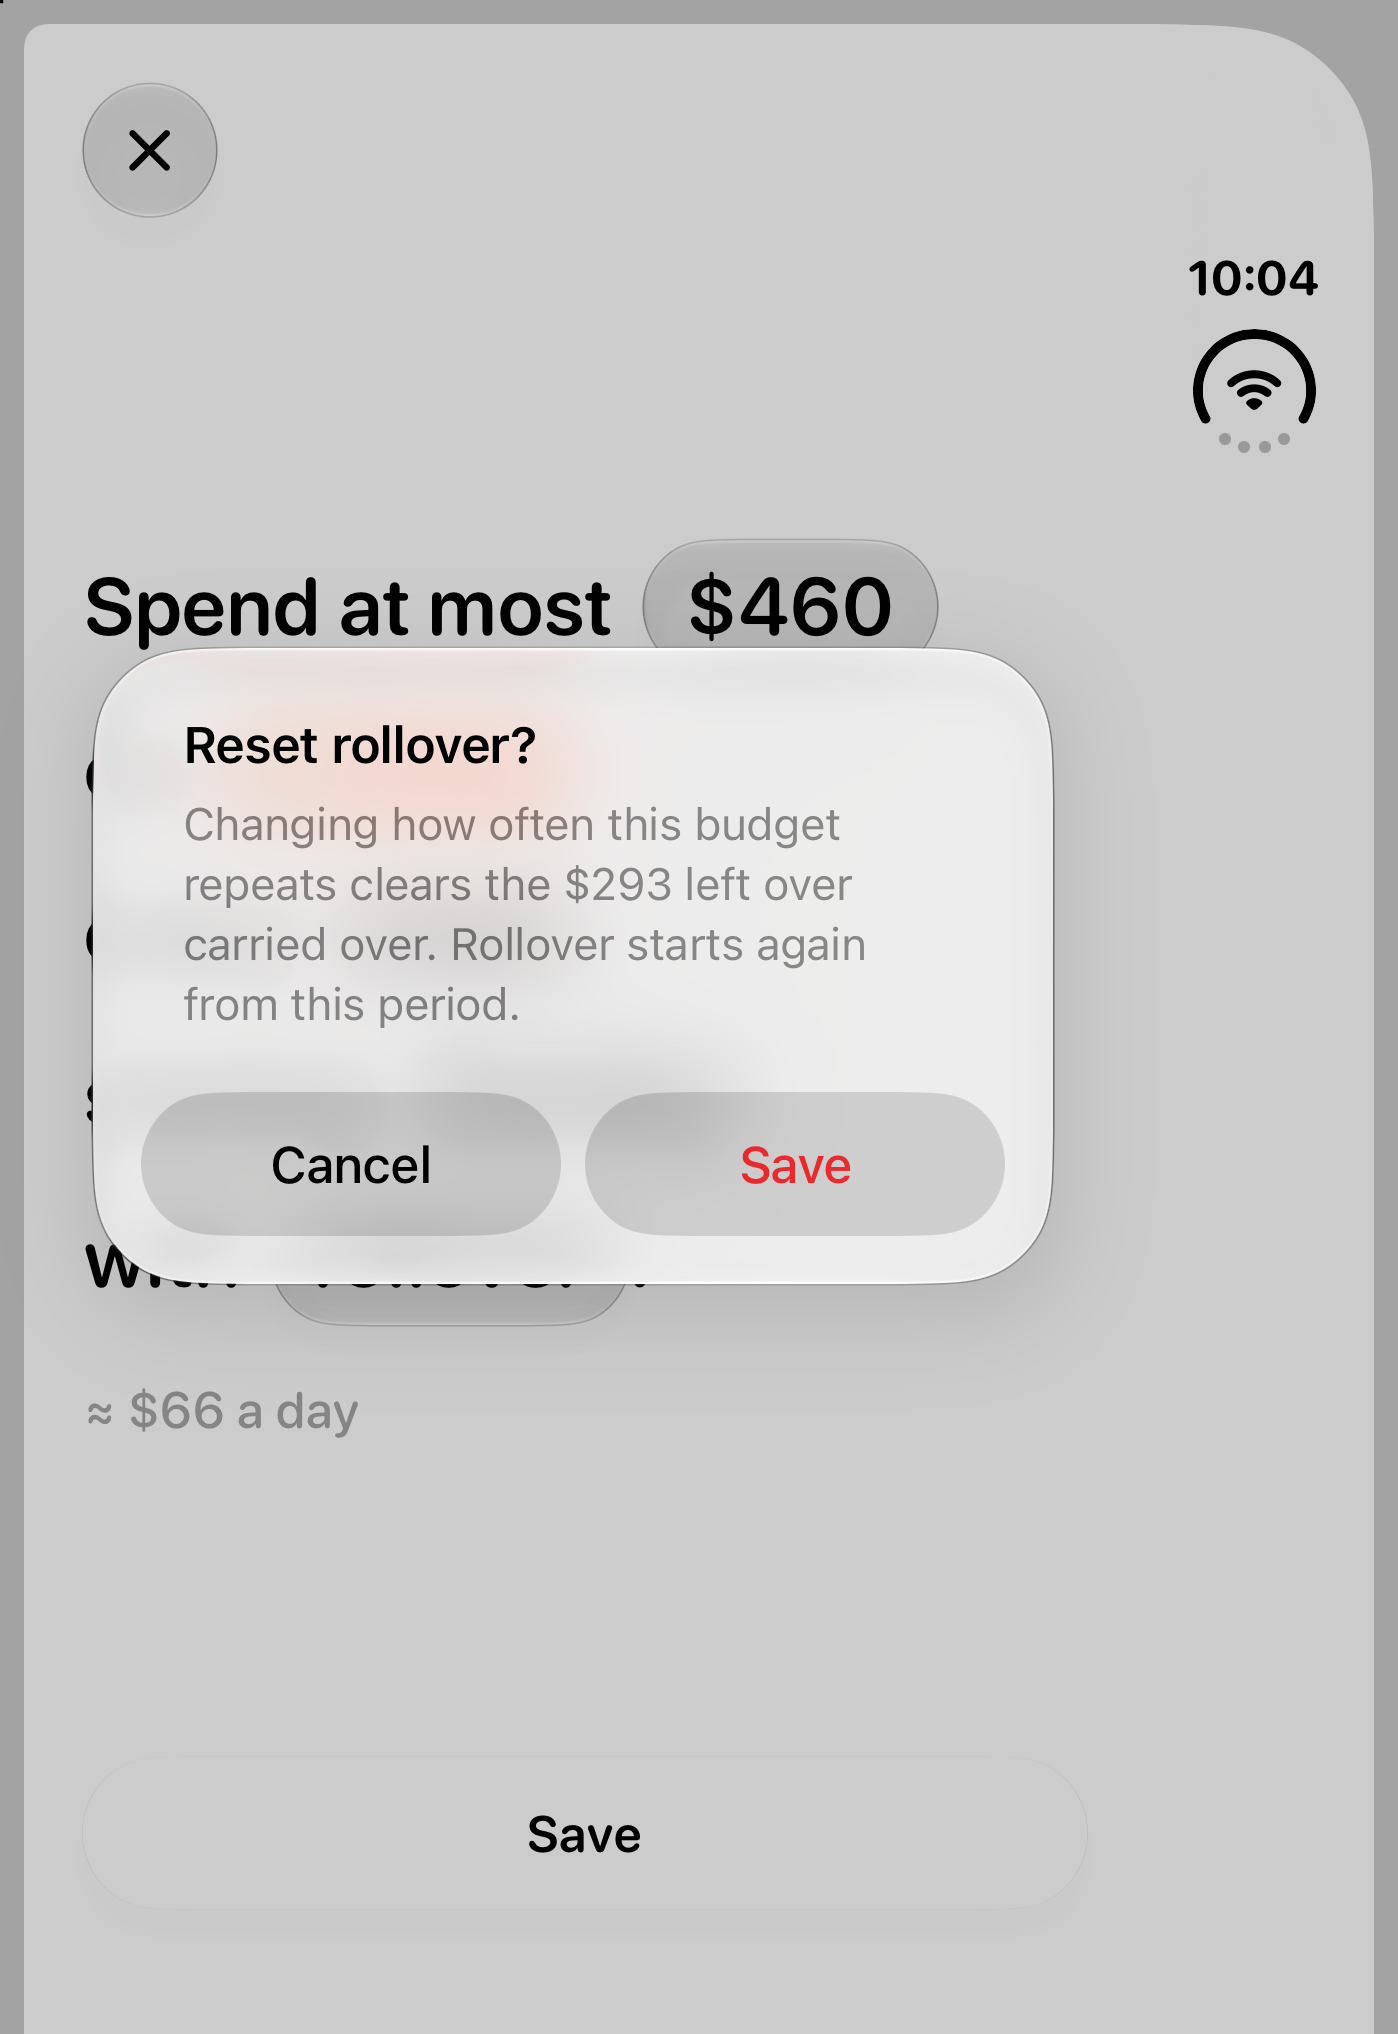 10:04
Spend at most $460
Reset rollover?
Changing how often this budget
repeats clears the $293 left over
carried over. Rollover starts again
from this period.
Cancel Save
≈ $66 a day
Save